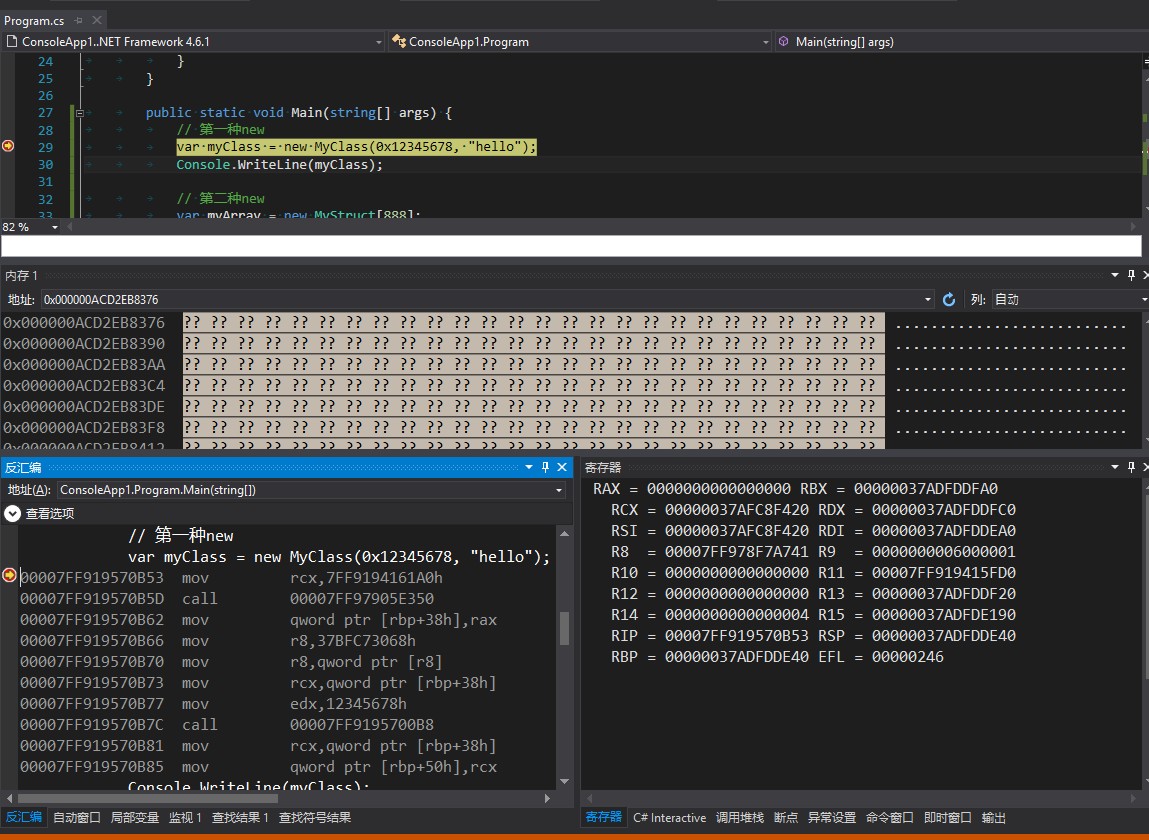 Program.cs
ConsoleApp1..NET Framework 4.6.1
ConsoleApp1.Program
Main(string[] args)
24 }
25 }
26
27 public static void Main(string[] args) {
28 // 第一种new
29 var myClass = new MyClass(0x12345678, "hello");
30 Console.WriteLine(myClass);
31
32 // 第二种new
33 var myArray = new MyStruct[888];
82 %
内存 1
地址: 0x000000ACD2EB8376
列: 自动
0x000000ACD2EB8376 ?? ?? ?? ?? ?? ?? ?? ?? ?? ?? ?? ?? ?? ?? ?? ?? ?? ?? ?? ?? ?? ?? ?? ?? ?? ?? ..........................
0x000000ACD2EB8390 ?? ?? ?? ?? ?? ?? ?? ?? ?? ?? ?? ?? ?? ?? ?? ?? ?? ?? ?? ?? ?? ?? ?? ?? ?? ?? ..........................
0x000000ACD2EB83AA ?? ?? ?? ?? ?? ?? ?? ?? ?? ?? ?? ?? ?? ?? ?? ?? ?? ?? ?? ?? ?? ?? ?? ?? ?? ?? ..........................
0x000000ACD2EB83C4 ?? ?? ?? ?? ?? ?? ?? ?? ?? ?? ?? ?? ?? ?? ?? ?? ?? ?? ?? ?? ?? ?? ?? ?? ?? ?? ..........................
0x000000ACD2EB83DE ?? ?? ?? ?? ?? ?? ?? ?? ?? ?? ?? ?? ?? ?? ?? ?? ?? ?? ?? ?? ?? ?? ?? ?? ?? ?? ..........................
0x000000ACD2EB83F8 ?? ?? ?? ?? ?? ?? ?? ?? ?? ?? ?? ?? ?? ?? ?? ?? ?? ?? ?? ?? ?? ?? ?? ?? ?? ?? ..........................
0x000000ACD2EB8412 ?? ?? ?? ?? ?? ?? ?? ?? ?? ?? ?? ?? ?? ?? ?? ?? ?? ?? ?? ?? ?? ?? ?? ?? ?? ??
反汇编
地址(A): ConsoleApp1.Program.Main(string[])
查看选项
// 第一种new
var myClass = new MyClass(0x12345678, "hello");
00007FF919570B53 mov rcx,7FF9194161A0h
00007FF919570B5D call 00007FF97905E350
00007FF919570B62 mov qword ptr [rbp+38h],rax
00007FF919570B66 mov r8,37BFC73068h
00007FF919570B70 mov r8,qword ptr [r8]
00007FF919570B73 mov rcx,qword ptr [rbp+38h]
00007FF919570B77 mov edx,12345678h
00007FF919570B7C call 00007FF9195700B8
00007FF919570B81 mov rcx,qword ptr [rbp+38h]
00007FF919570B85 mov qword ptr [rbp+50h],rcx
Console.WriteLine(myClass);
反汇编 自动窗口 局部变量 监视 1 查找结果 1 查找符号结果
寄存器
RAX = 0000000000000000 RBX = 00000037ADFDDFA0
RCX = 00000037AFC8F420 RDX = 00000037ADFDDFC0
RSI = 00000037AFC8F420 RDI = 00000037ADFDDEA0
R8 = 00007FF978F7A741 R9 = 0000000006000001
R10 = 0000000000000000 R11 = 00007FF919415FD0
R12 = 0000000000000000 R13 = 00000037ADFDDF20
R14 = 0000000000000004 R15 = 00000037ADFDE190
RIP = 00007FF919570B53 RSP = 00000037ADFDDE40
RBP = 00000037ADFDDE40 EFL = 00000246
寄存器 C# Interactive 调用堆栈 断点 异常设置 命令窗口 即时窗口 输出